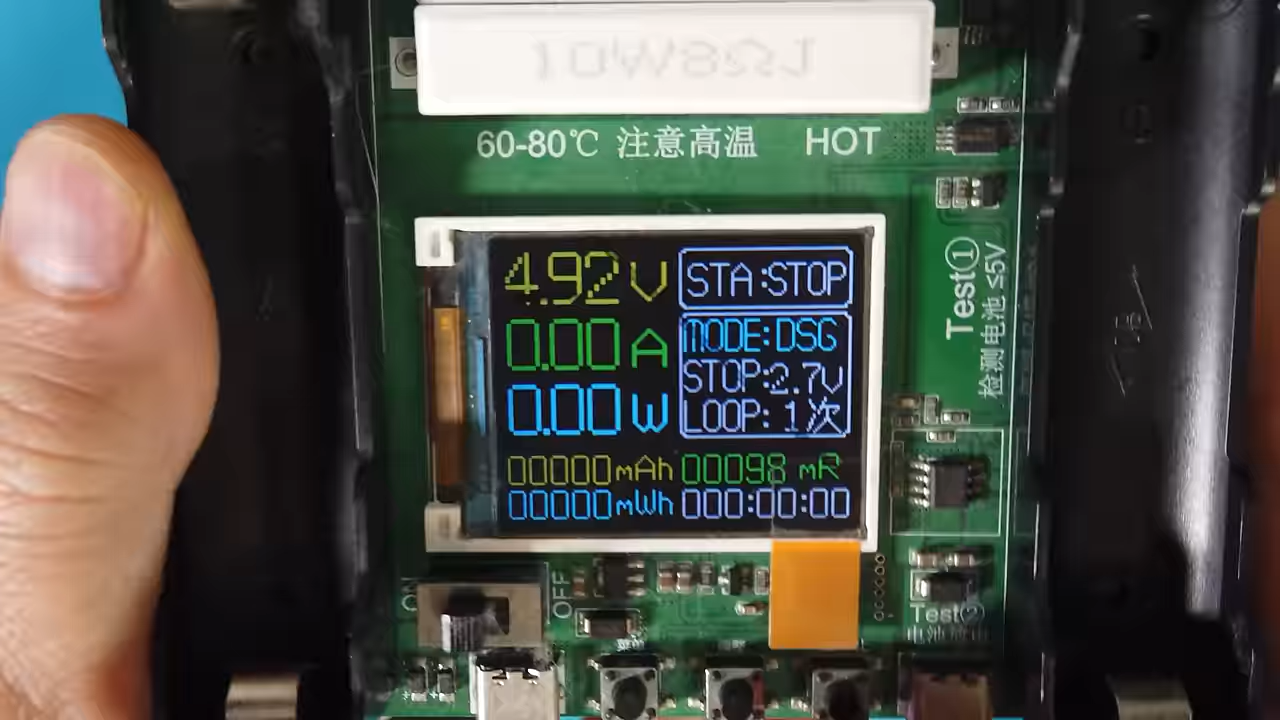 60-80℃ 注意高温 HOT
4.92V
0.00A
0.00W
STA:STOP
MODE:DSG
STOP:2.7V
LOOP: 1次
00000mAh 00098 mR
00000mWh 000:00:00
Test①
检测电池 ≤5V
ON
OFF
Test②